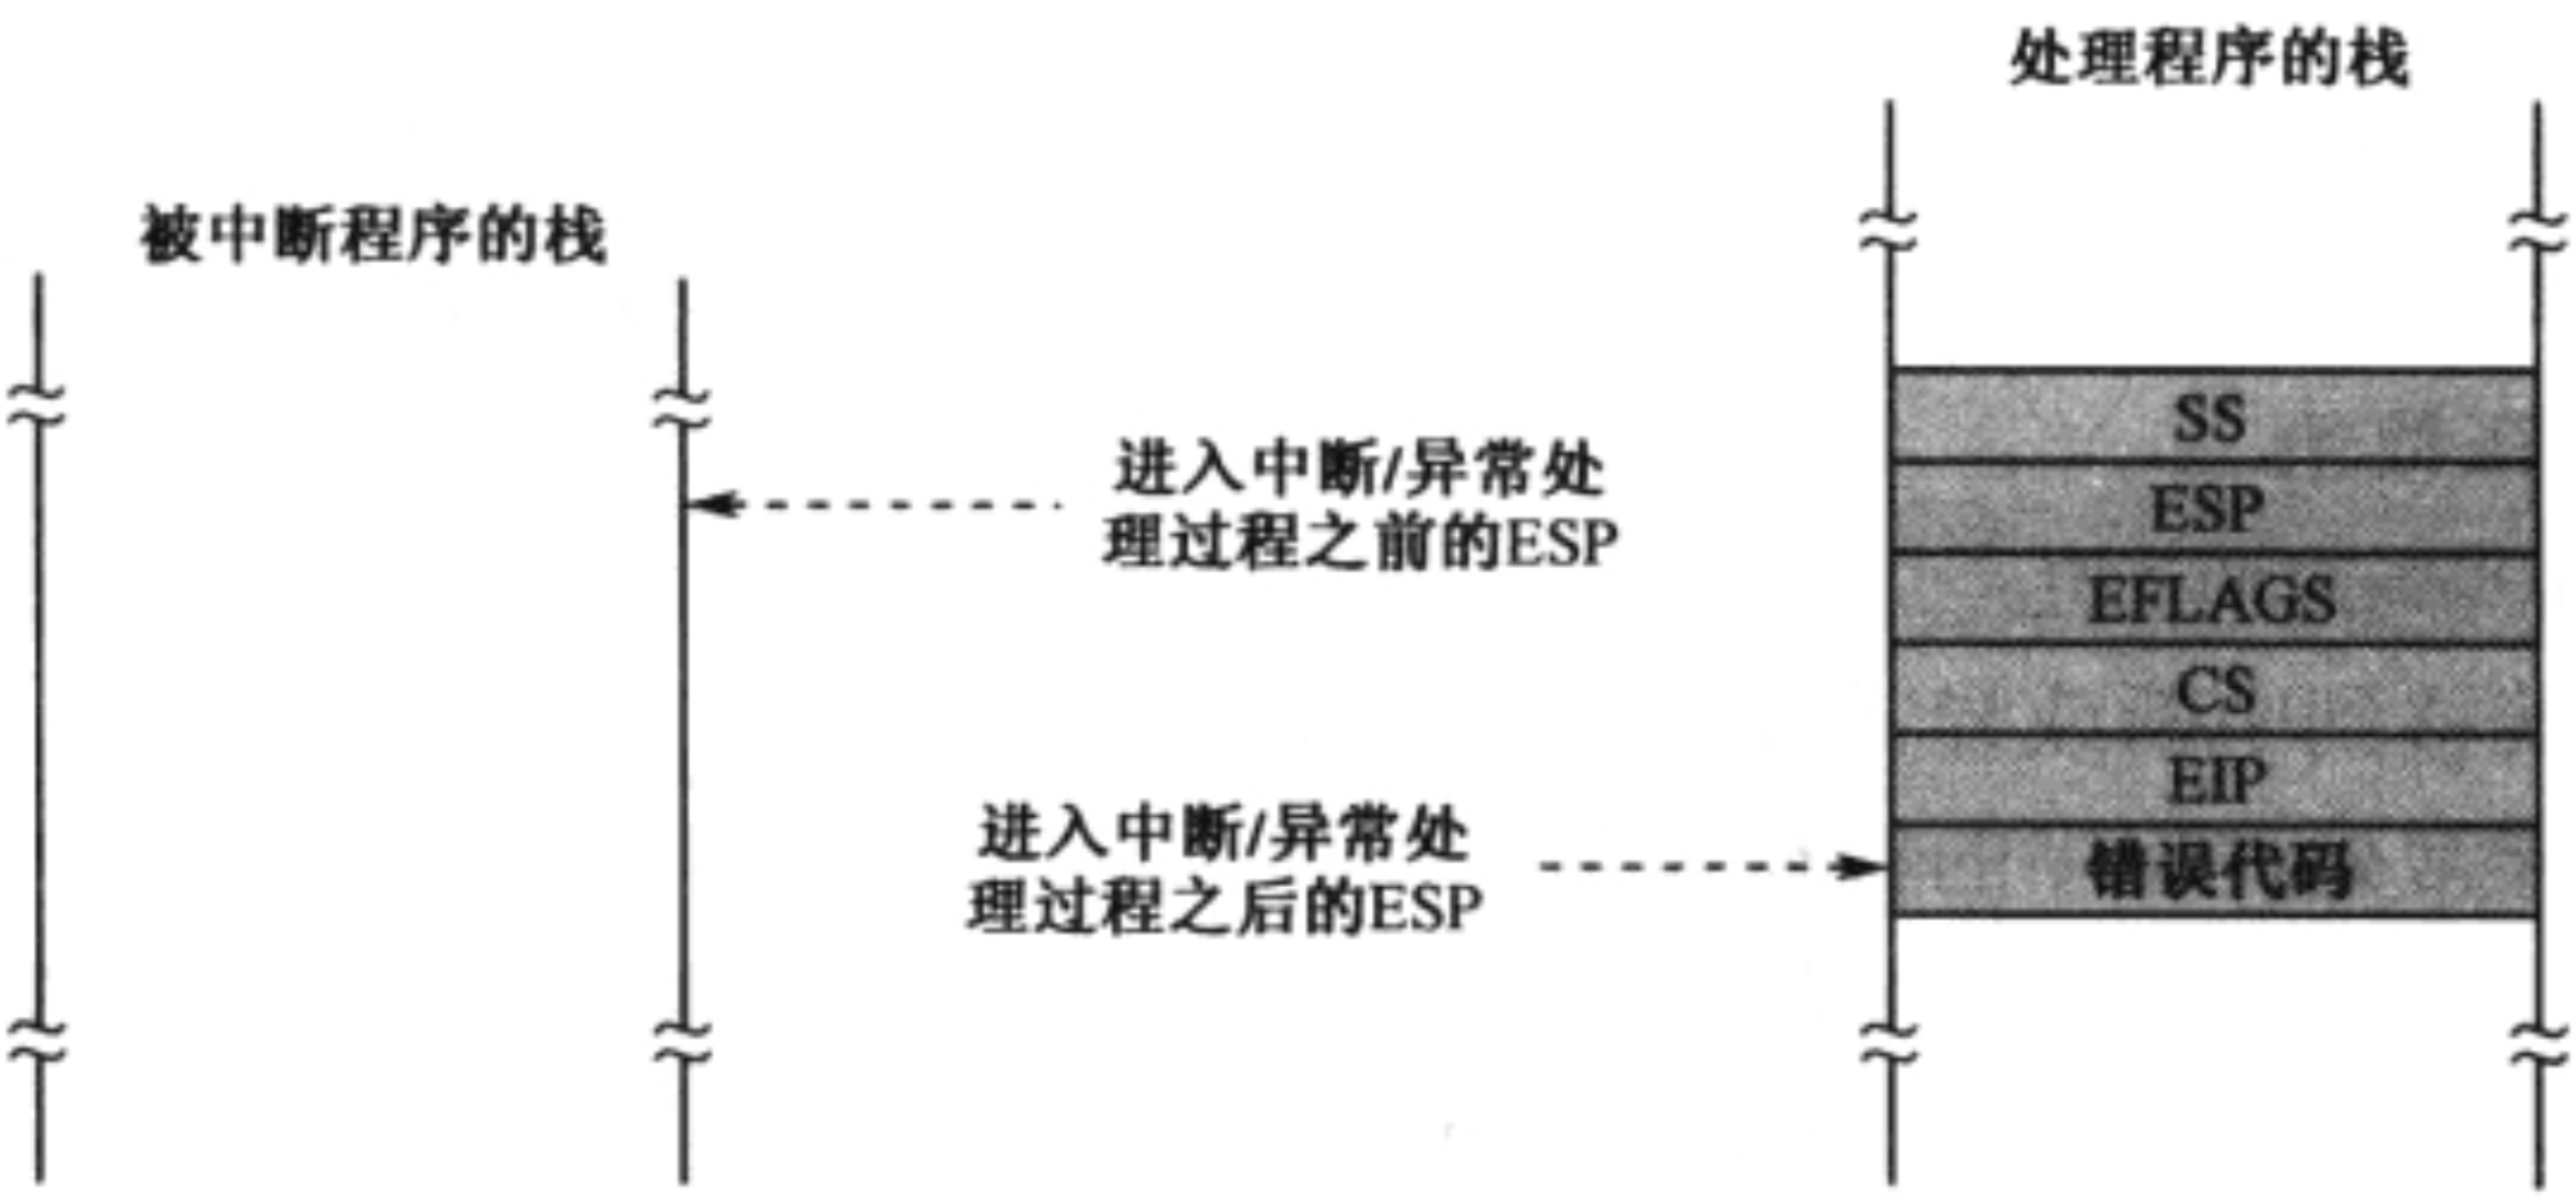 处理程序的栈
被中断程序的栈
进入中断/异常处
理过程之前的ESP
SS
ESP
EFLAGS
CS
EIP
错误代码
进入中断/异常处
理过程之后的ESP